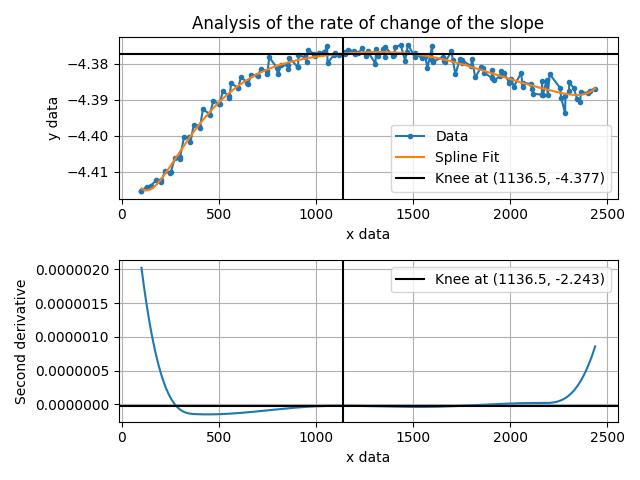 Analysis of the rate of change of the slope
−4.38
−4.39
−4.40
−4.41
y data
Data
Spline Fit
Knee at (1136.5, -4.377)
0
500
1000
1500
2000
2500
x data
0.0000020
0.0000015
0.0000010
0.0000005
0.0000000
Second derivative
Knee at (1136.5, -2.243)
0
500
1000
1500
2000
2500
x data